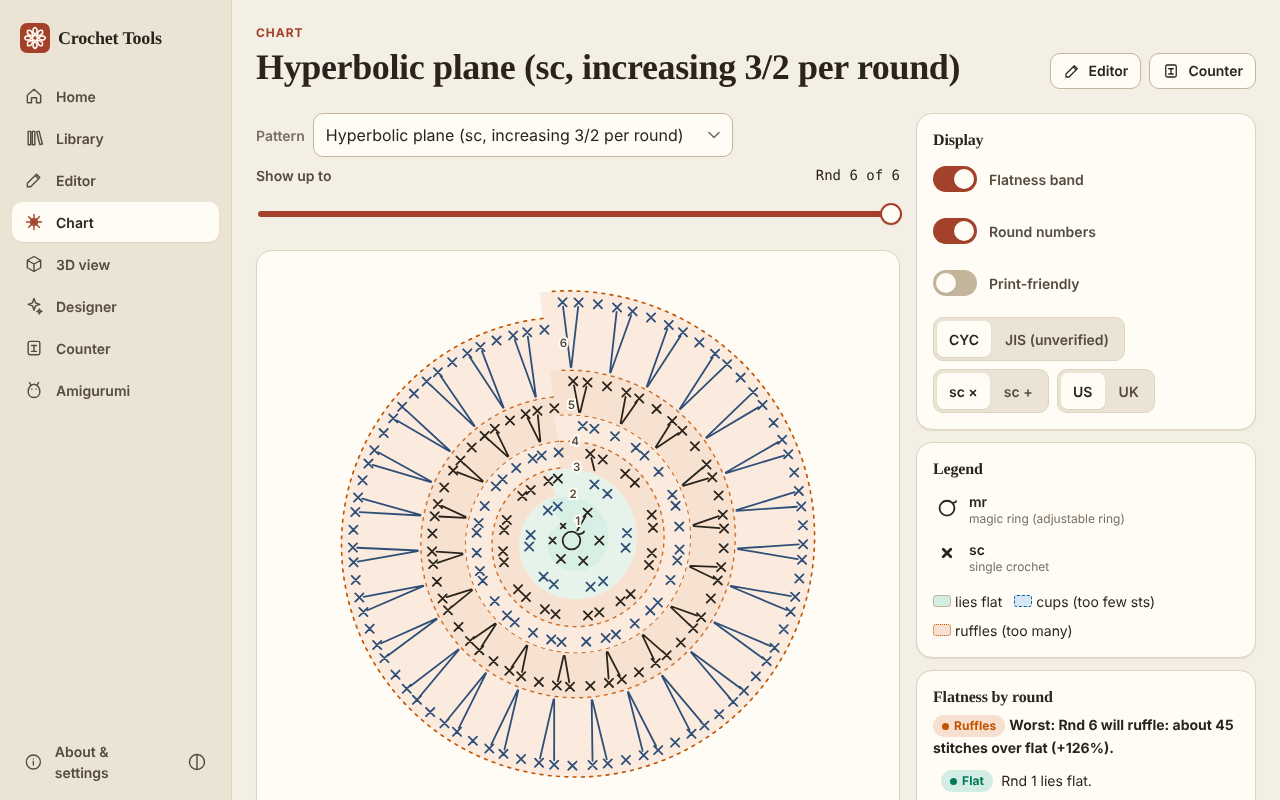 Crochet Tools
Home
Library
Editor
Chart
3D view
Designer
Counter
Amigurumi
About &
settings
CHART
Hyperbolic plane (sc, increasing 3/2 per round)
Editor
Counter
Pattern
Hyperbolic plane (sc, increasing 3/2 per round)
Show up to
Rnd 6 of 6
6
5
4
3
2
1
Display
Flatness band
Round numbers
Print-friendly
CYC
JIS (unverified)
sc ×
sc +
US
UK
Legend
mr
magic ring (adjustable ring)
sc
single crochet
lies flat
cups (too few sts)
ruffles (too many)
Flatness by round
Ruffles Worst: Rnd 6 will ruffle: about 45
stitches over flat (+126%).
Flat Rnd 1 lies flat.